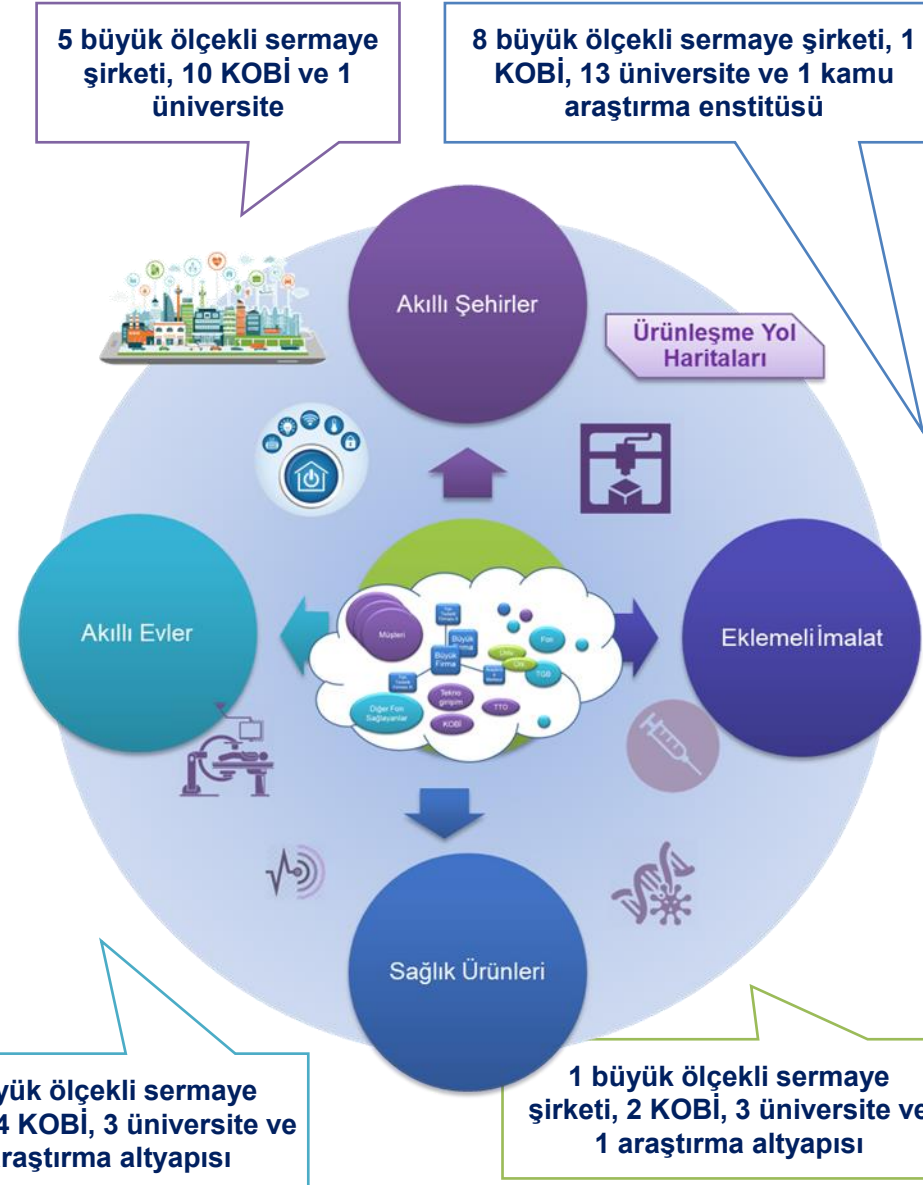 5 büyük ölçekli sermaye
şirketi, 10 KOBİ ve 1
üniversite
8 büyük ölçekli sermaye şirketi, 1
KOBİ, 13 üniversite ve 1 kamu
araştırma enstitüsü
Akıllı Şehirler
Ürünleşme Yol
Haritaları
Akıllı Evler
Müşteri
Büyük
Firma
Fon
TGB
Tekno
girişim
TTO
KOBİ
Diğer Fon
Sağlayanlar
Eklemeli İmalat
Sağlık Ürünleri
ölçekli sermaye
4 KOBİ, 3 üniversite ve
altyapısı
1 büyük ölçekli sermaye
şirketi, 2 KOBİ, 3 üniversite
1 araştırma altyapısı